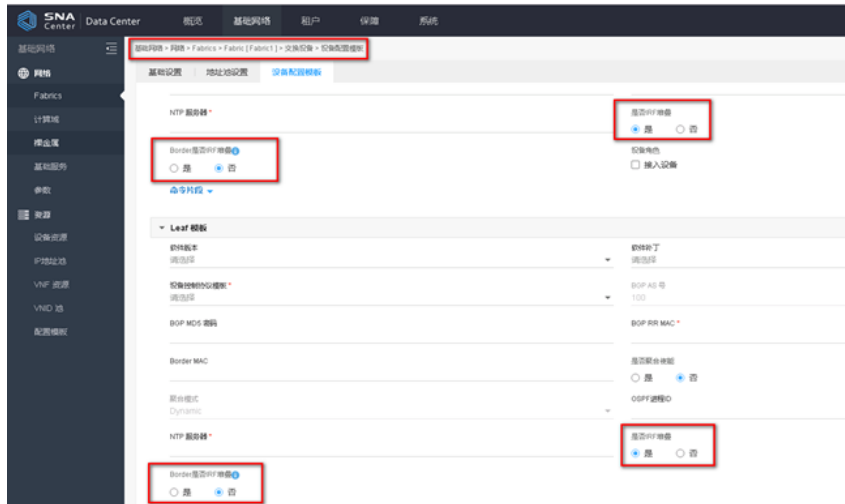 SNA Center Data Center 概览 基础网络 租户 保障 系统
基础网络
基础网络 > 网络 > Fabrics > Fabric [ Fabric1 ] > 交换设备 > 设备配置模板
网络
基础设置 地址池设置 设备配置模板
Fabrics
计算域
裸金属
基础服务
参数
资源
设备资源
IP地址池
VNF 资源
VNID 池
配置模板
NTP 服务器 *
是否IRF堆叠
是 否
Border是否IRF堆叠
是 否
设备角色
接入设备
命令片段
Leaf 模板
软件版本
请选择
软件补丁
请选择
设备控制协议模板 *
请选择
BGP AS 号
100
BGP MD5 密码
BGP RR MAC *
Border MAC
是否聚合使能
是 否
聚合模式
Dynamic
OSPF进程ID
NTP 服务器 *
是否IRF堆叠
是 否
Border是否IRF堆叠
是 否